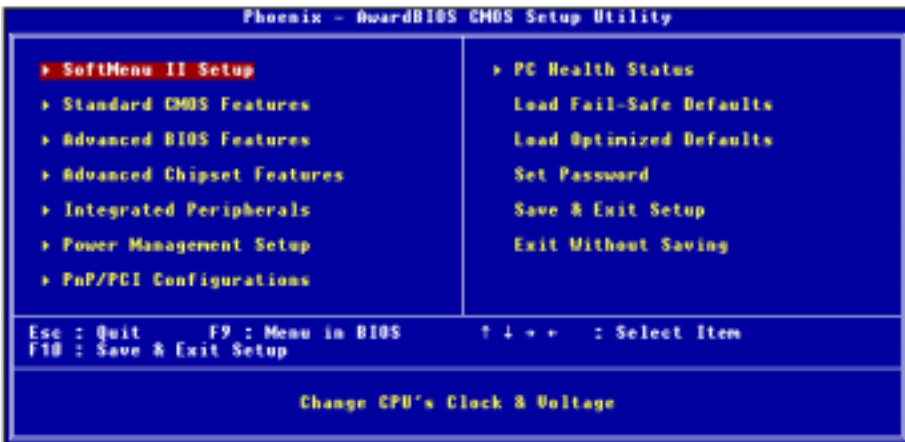 Phoenix - AwardBIOS CMOS Setup Utility
▸ SoftMenu II Setup
▸ Standard CMOS Features
▸ Advanced BIOS Features
▸ Advanced Chipset Features
▸ Integrated Peripherals
▸ Power Management Setup
▸ PnP/PCI Configurations
▸ PC Health Status
Load Fail-Safe Defaults
Load Optimized Defaults
Set Password
Save & Exit Setup
Exit Without Saving
Esc : Quit F9 : Menu in BIOS ↑ ↓ → ← : Select Item
F10 : Save & Exit Setup
Change CPU's Clock & Voltage